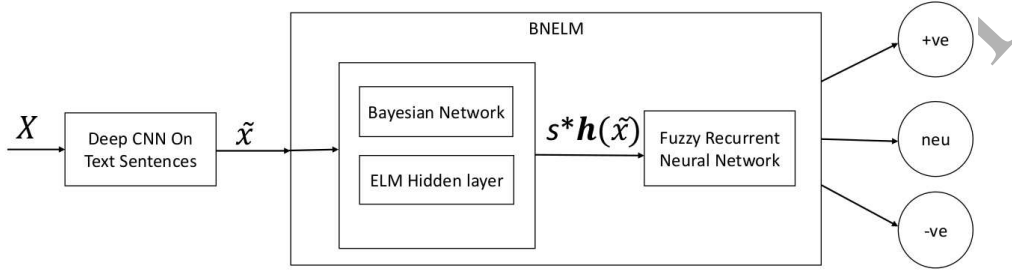 BNELM
+ve
Bayesian Network
X
Deep CNN On
Text Sentences
x̃
s*h(x̃)
Fuzzy Recurrent
Neural Network
neu
ELM Hidden layer
-ve